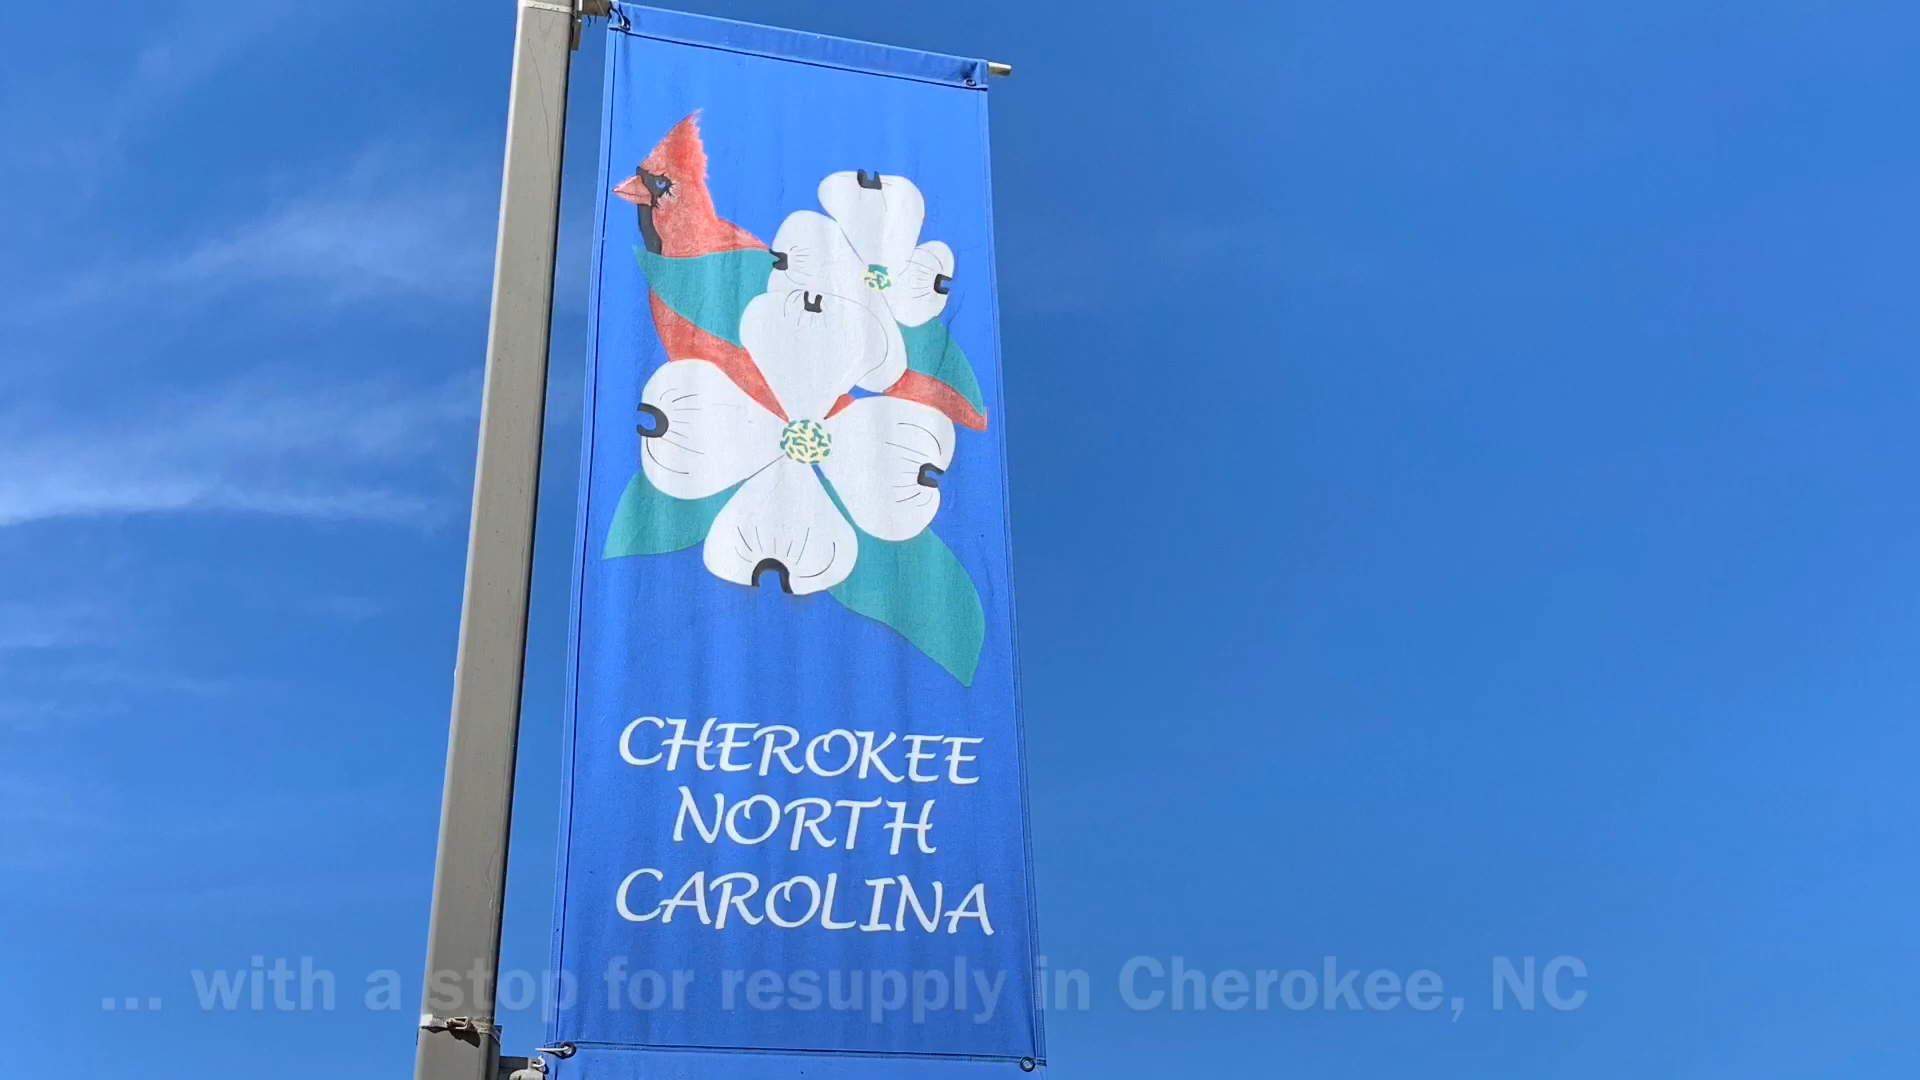 CHEROKEE
NORTH
CAROLINA
... with a stop for resupply in Cherokee, NC